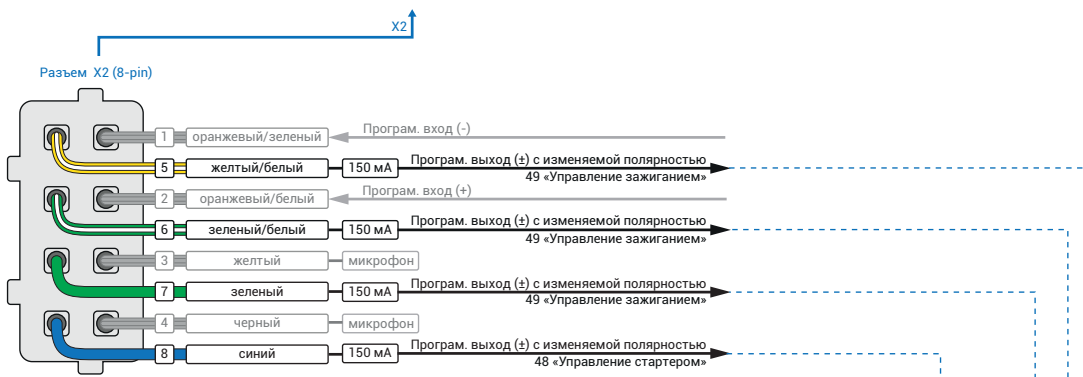 X2
Разъем X2 (8-pin)
1 оранжевый/зеленый Програм. вход (-)
5 желтый/белый 150 мА Програм. выход (±) с изменяемой полярностью
49 «Управление зажиганием»
2 оранжевый/белый Програм. вход (+)
6 зеленый/белый 150 мА Програм. выход (±) с изменяемой полярностью
49 «Управление зажиганием»
3 желтый микрофон
7 зеленый 150 мА Програм. выход (±) с изменяемой полярностью
49 «Управление зажиганием»
4 черный микрофон
8 синий 150 мА Програм. выход (±) с изменяемой полярностью
48 «Управление стартером»